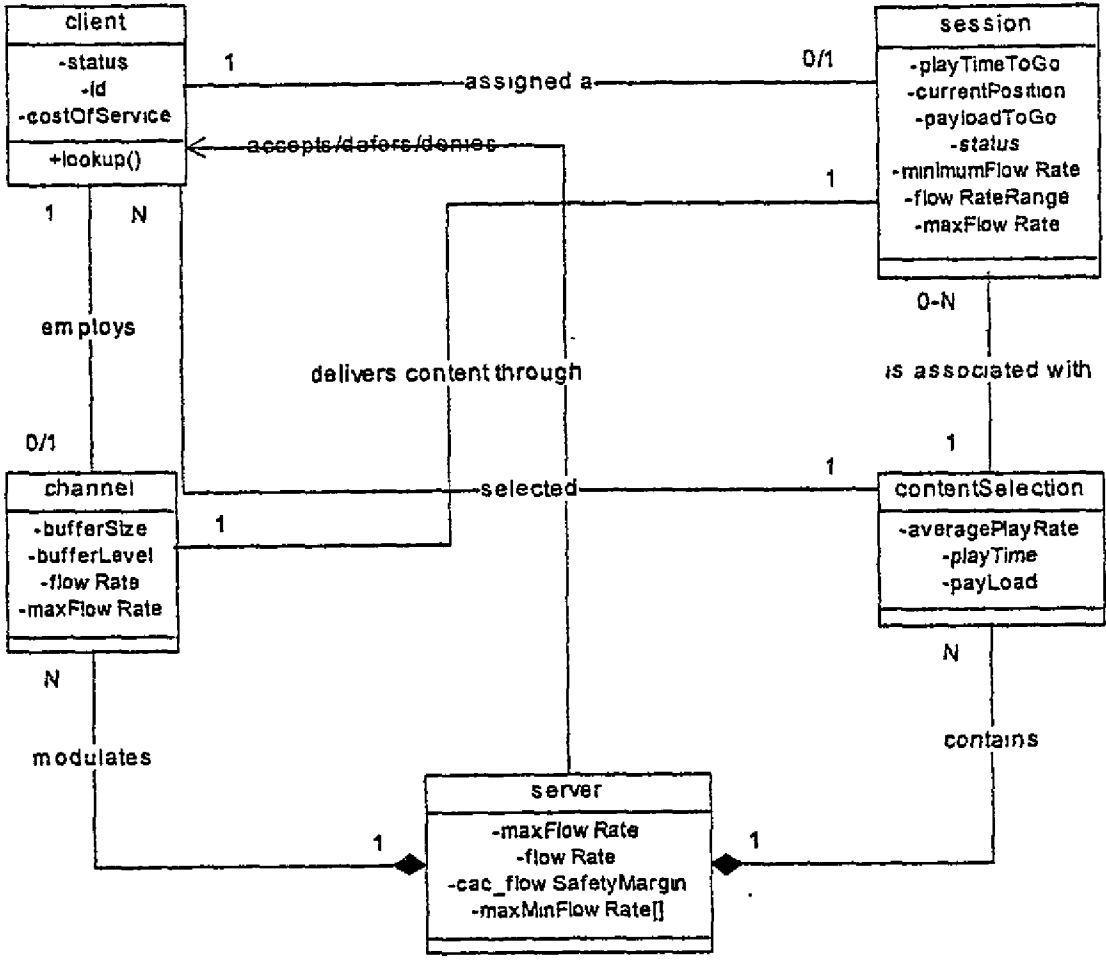 client
-status
-id
-costOfService
+lookup()
session
-playTimeToGo
-currentPosition
-payloadToGo
-status
-minimumFlow Rate
-flow RateRange
-maxFlow Rate
1
assigned a
0/1
accepts/defers/denies
1
1
N
0-N
employs
delivers content through
is associated with
0/1
1
1
selected
channel
-bufferSize
-bufferLevel
-flow Rate
-maxFlow Rate
1
contentSelection
-averagePlayRate
-playTime
-payLoad
N
N
modulates
contains
server
-maxFlow Rate
-flow Rate
-cac_flow SafetyMargin
-maxMinFlow Rate[]
1
1